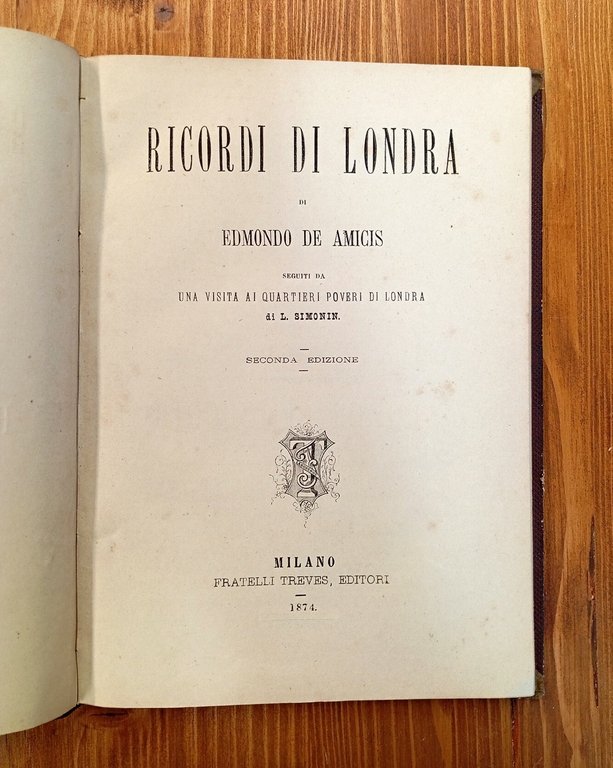 RICORDI DI LONDRA
DI
EDMONDO DE AMICIS
SEGUITI DA
UNA VISITA AI QUARTIERI POVERI DI LONDRA
di L. SIMONIN.
SECONDA EDIZIONE
MILANO
FRATELLI TREVES, EDITORI
1874.